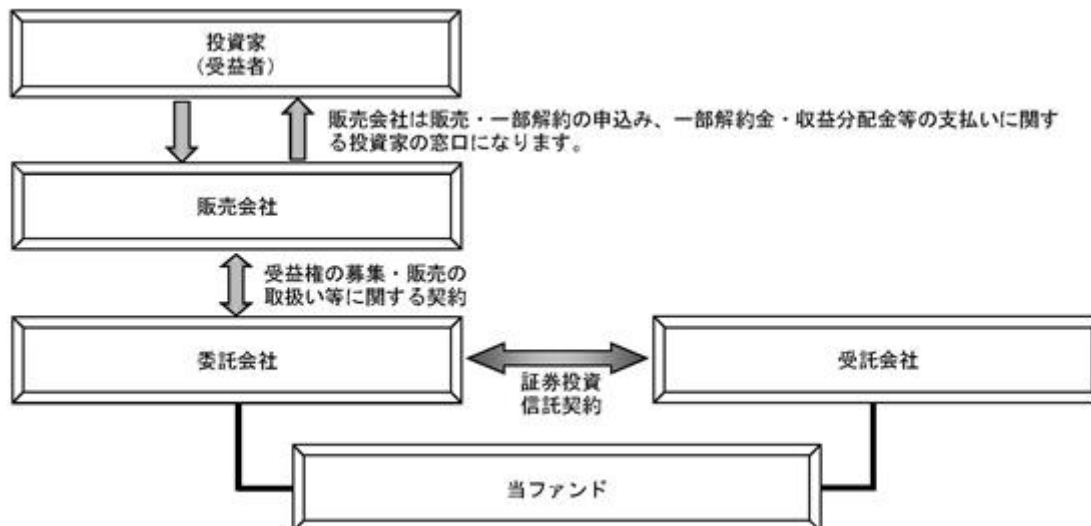 投資家
（受益者）
販売会社は販売・一部解約の申込み、一部解約金・収益分配金等の支払いに関す
る投資家の窓口になります。
販売会社
受益権の募集・販売の
取扱い等に関する契約
委託会社
受託会社
証券投資
信託契約
当ファンド